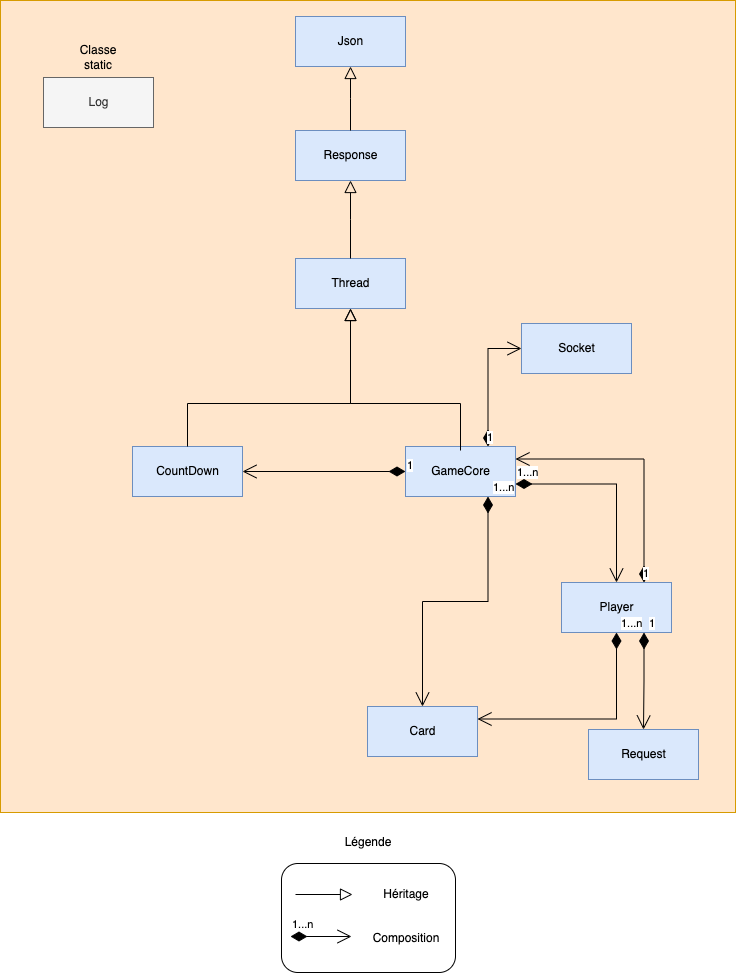 Json
Classe
static
Log
Response
Thread
Socket
1
CountDown
1
GameCore
1...n
1...n
1
Player
1...n
1
Card
Request
Légende
Héritage
1...n
Composition